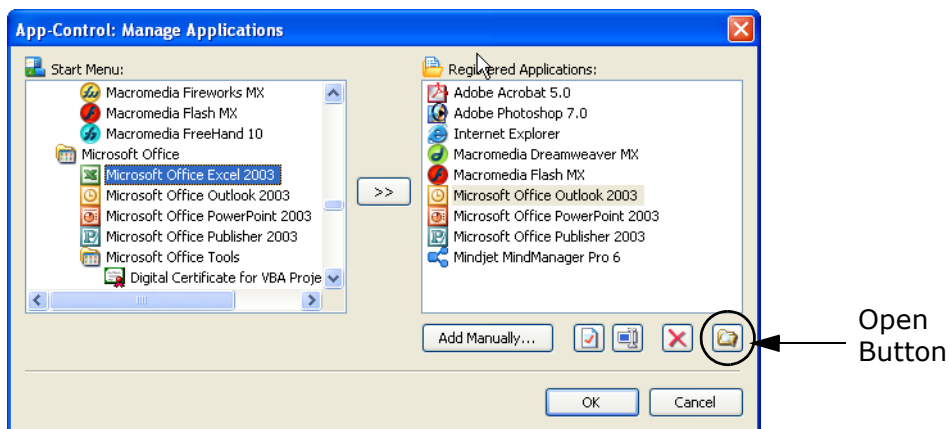 App-Control: Manage Applications
Start Menu:
Macromedia Fireworks MX
Macromedia Flash MX
Macromedia FreeHand 10
Microsoft Office
Microsoft Office Excel 2003
Microsoft Office Outlook 2003
Microsoft Office PowerPoint 2003
Microsoft Office Publisher 2003
Microsoft Office Tools
Digital Certificate for VBA Proje
>>
Registered Applications:
Adobe Acrobat 5.0
Adobe Photoshop 7.0
Internet Explorer
Macromedia Dreamweaver MX
Macromedia Flash MX
Microsoft Office Outlook 2003
Microsoft Office PowerPoint 2003
Microsoft Office Publisher 2003
Mindjet MindManager Pro 6
Add Manually...
Open
Button
OK
Cancel